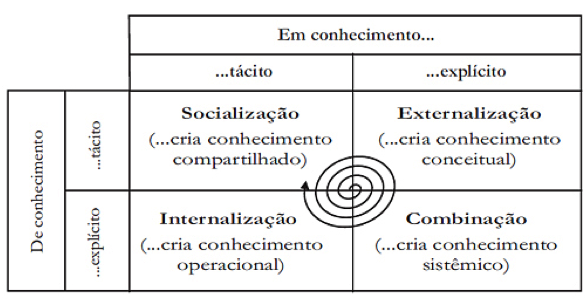 Em conhecimento...
...tácito
...explícito
De conhecimento
...tácito
Socialização
(...cria conhecimento
compartilhado)
Externalização
(...cria conhecimento
conceitual)
...explícito
Internalização
(...cria conhecimento
operacional)
Combinação
(...cria conhecimento
sistêmico)